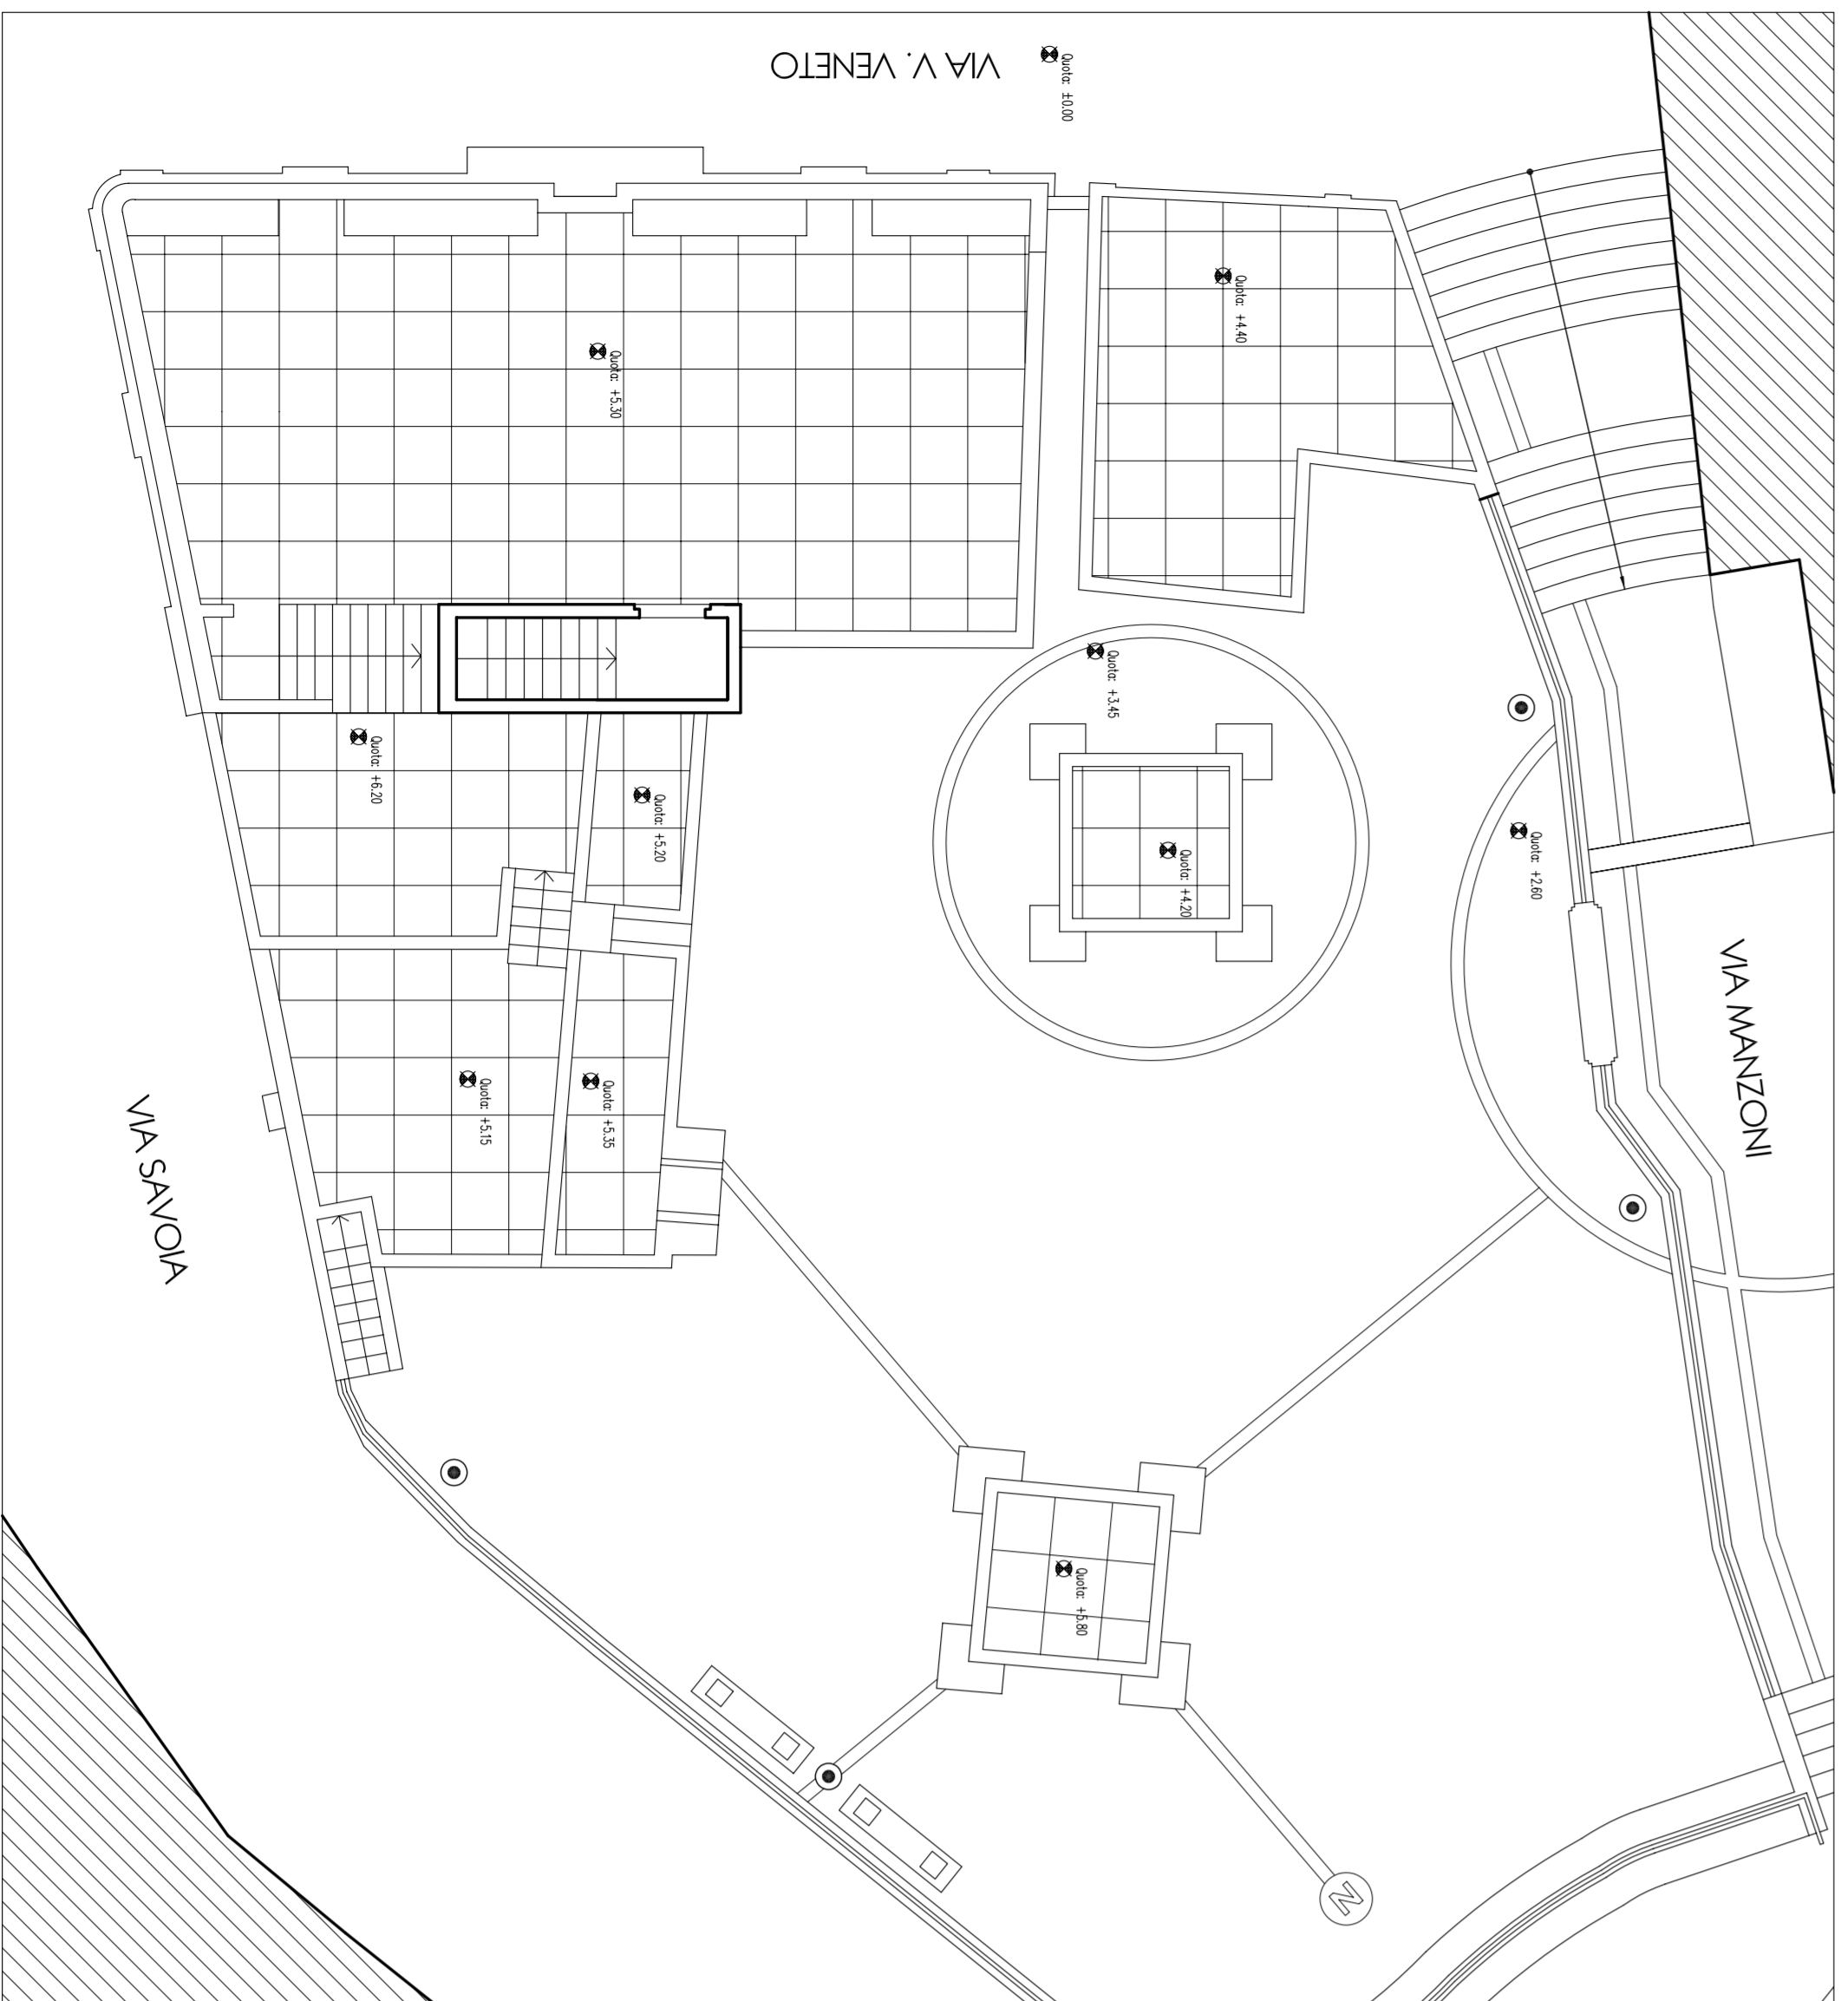 VIA V. VENETO
Quota: ±0.00
Quota: +4.40
Quota: +5.30
Quota: +3.45
Quota: +6.20
Quota: +5.20
Quota: +4.20
Quota: +2.60
VIA MANZONI
Quota: +5.15
Quota: +5.35
VIA SAVOIA
Quota: +5.80
N